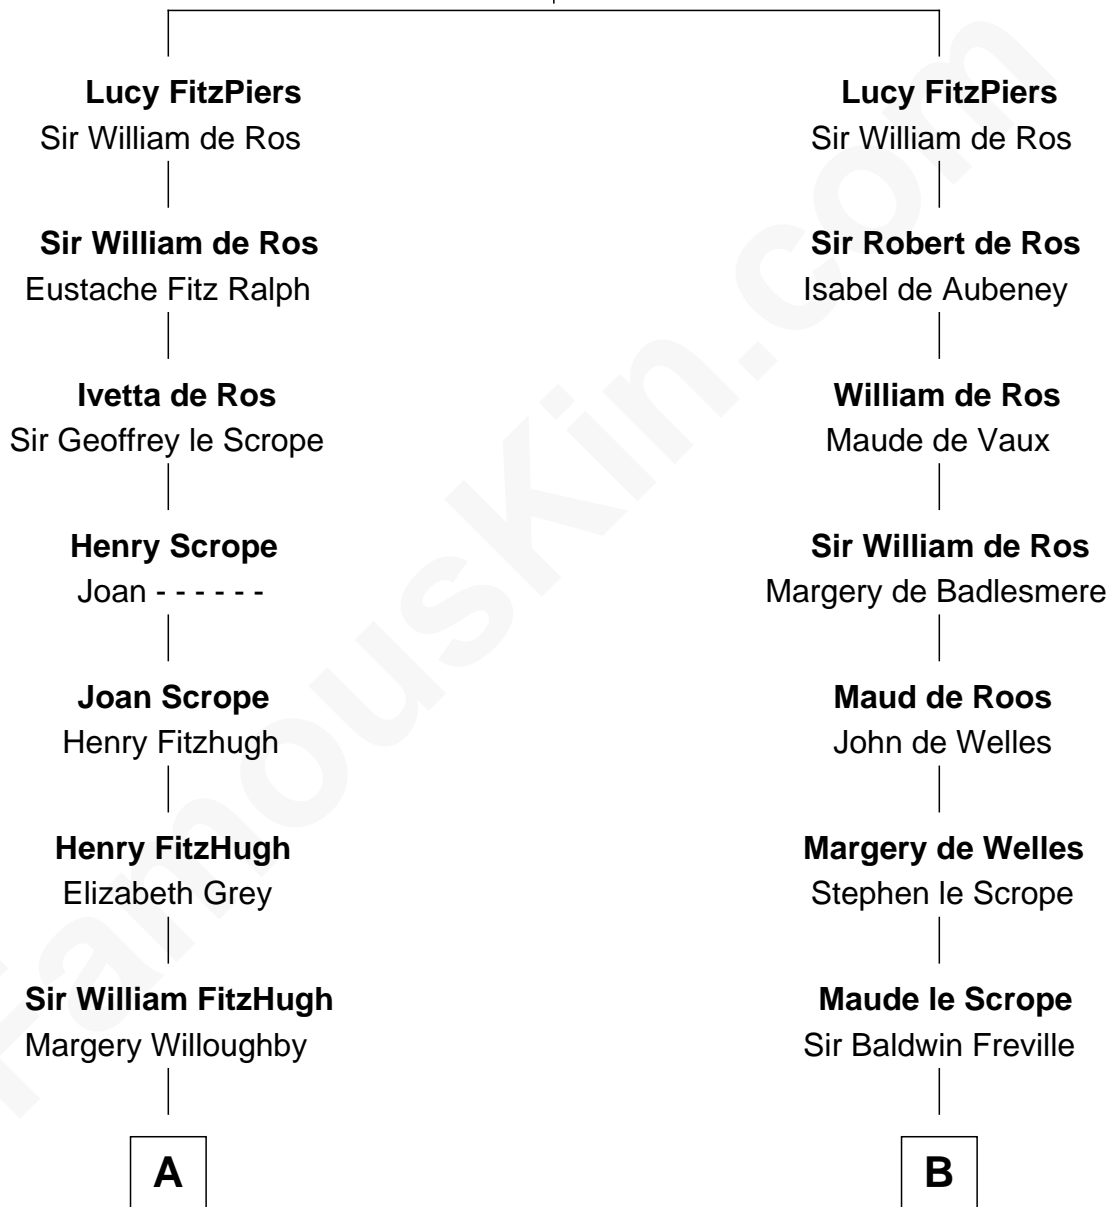 Lucy FitzPiers
Sir William de Ros
Sir William de Ros
Eustache Fitz Ralph
Ivetta de Ros
Sir Geoffrey le Scrope
Henry Scrope
Joan - - - - - -
Joan Scrope
Henry Fitzhugh
Henry FitzHugh
Elizabeth Grey
Sir William FitzHugh
Margery Willoughby
A
Lucy FitzPiers
Sir William de Ros
Sir Robert de Ros
Isabel de Aubeney
William de Ros
Maude de Vaux
Sir William de Ros
Margery de Badlesmere
Maud de Roos
John de Welles
Margery de Welles
Stephen le Scrope
Maude le Scrope
Sir Baldwin Freville
B
FamousKin.com